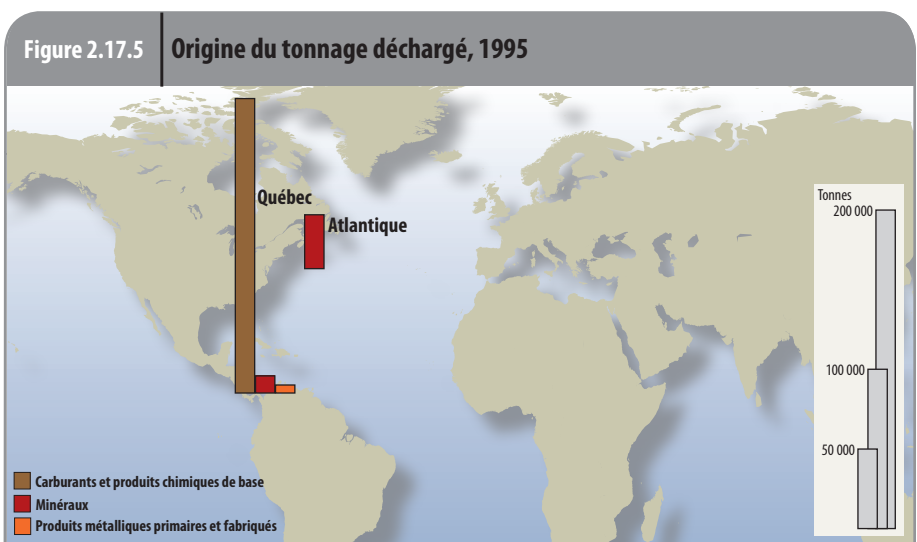 Figure 2.17.5
Origine du tonnage déchargé, 1995
Québec
Atlantique
Tonnes
200 000
100 000
50 000
Carburants et produits chimiques de base
Minéraux
Produits métalliques primaires et fabriqués